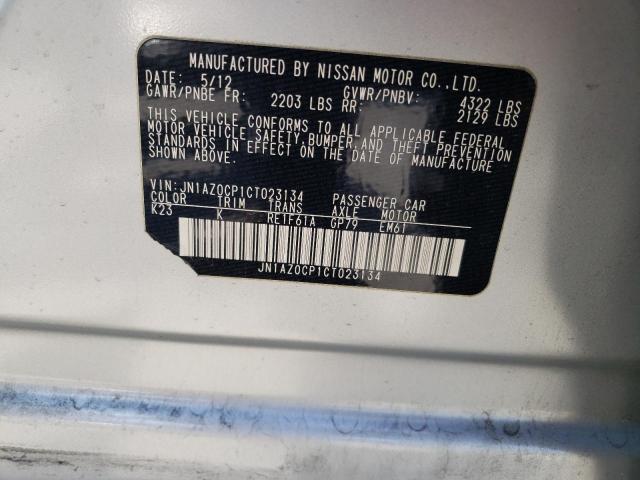 MANUFACTURED BY NISSAN MOTOR CO.,LTD.
DATE: 5/12 GVWR/PNBV: 4322 LBS
GAWR/PNBE FR: 2203 LBS RR: 2129 LBS
THIS VEHICLE CONFORMS TO ALL APPLICABLE FEDERAL
MOTOR VEHICLE SAFETY,BUMPER,AND THEFT PREVENTION
STANDARDS IN EFFECT ON THE DATE OF MANUFACTURE
SHOWN ABOVE.
VIN:JN1AZ0CP1CT023134 PASSENGER CAR
COLOR TRIM TRANS AXLE MOTOR
K23 K RE1F61A GP79 EM61
JN1AZ0CP1CT023134